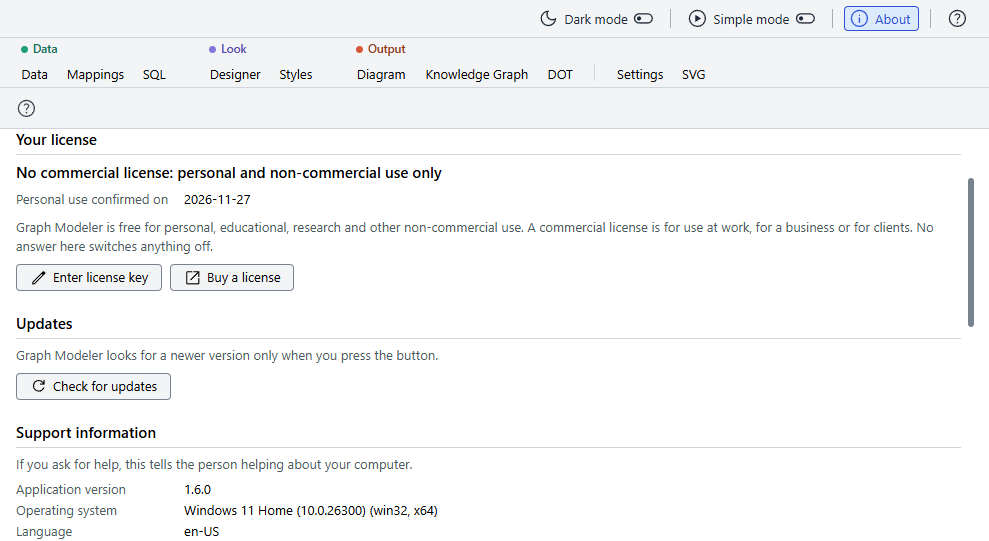 Dark mode
Simple mode
About
Data
Look
Output
Data Mappings SQL Designer Styles Diagram Knowledge Graph DOT Settings SVG
Your license
No commercial license: personal and non-commercial use only
Personal use confirmed on 2026-11-27
Graph Modeler is free for personal, educational, research and other non-commercial use. A commercial license is for use at work, for a business or for clients. No
answer here switches anything off.
Enter license key Buy a license
Updates
Graph Modeler looks for a newer version only when you press the button.
Check for updates
Support information
If you ask for help, this tells the person helping about your computer.
Application version 1.6.0
Operating system Windows 11 Home (10.0.26300) (win32, x64)
Language en-US